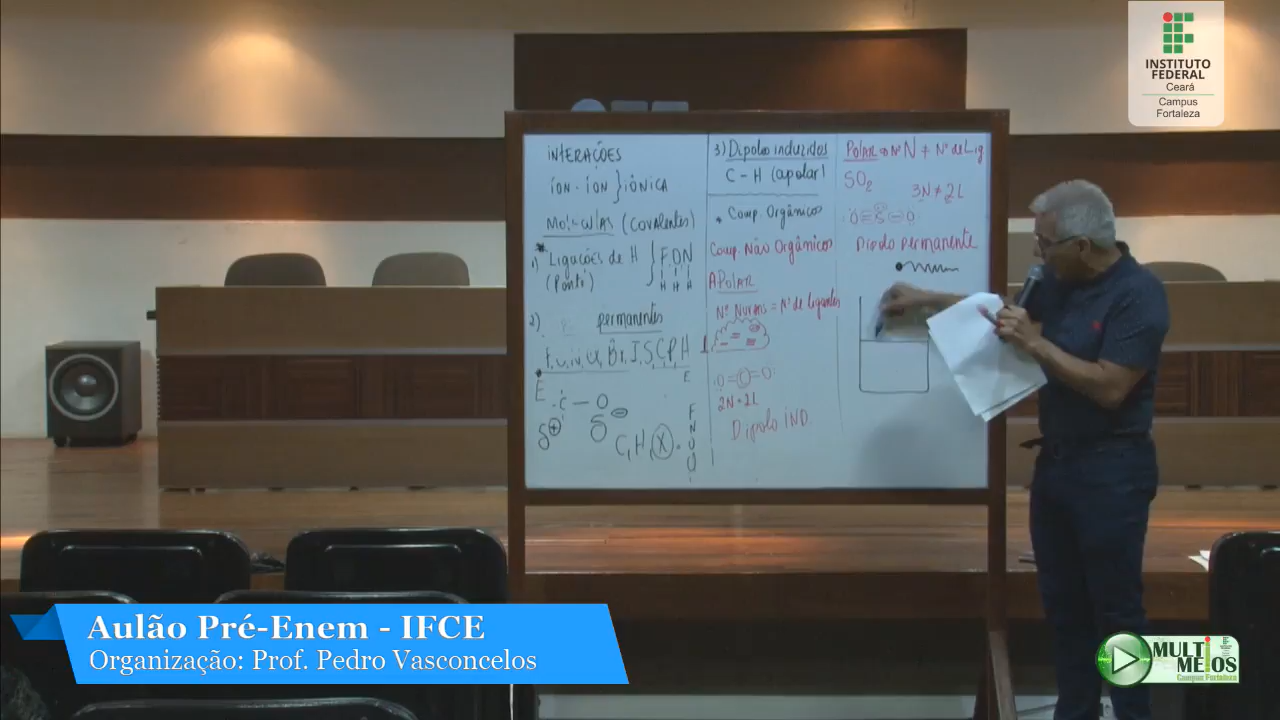 INSTITUTO
FEDERAL
Ceará
Campus
Fortaleza
INTERAÇÕES
ÍON - ÍON } IÔNICA
MOLÉCULAS (COVALENTES)
1) Ligações de H } F, O, N
(Ponte) H H H
2) permanentes
Br, I, S, C, P, H
E
E
C – O
δ⊕ δ⊖
C, H, X
3) Dipolo induzidos
C – H (apolar)
* Comp. Orgânicos
Comp. Não Orgânicos
APOLAR
Nº Nuvens = Nº de ligantes
O = C = O
2N = 2L
Dipolo IND.
POLAR ⇒ Nº N ≠ Nº de Lig
SO2
3N ≠ 2L
O = S – O
Dipolo permanente
Aulão Pré-Enem - IFCE
Organização: Prof. Pedro Vasconcelos
MULTIMEIOS
Campus Fortaleza